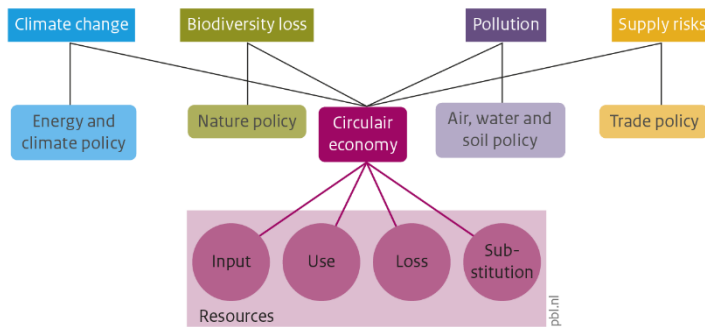 Climate change
Biodiversity loss
Pollution
Supply risks
Energy and
climate policy
Nature policy
Circulair
economy
Air, water and
soil policy
Trade policy
Input
Use
Loss
Sub-
stitution
Resources
pbl.nl